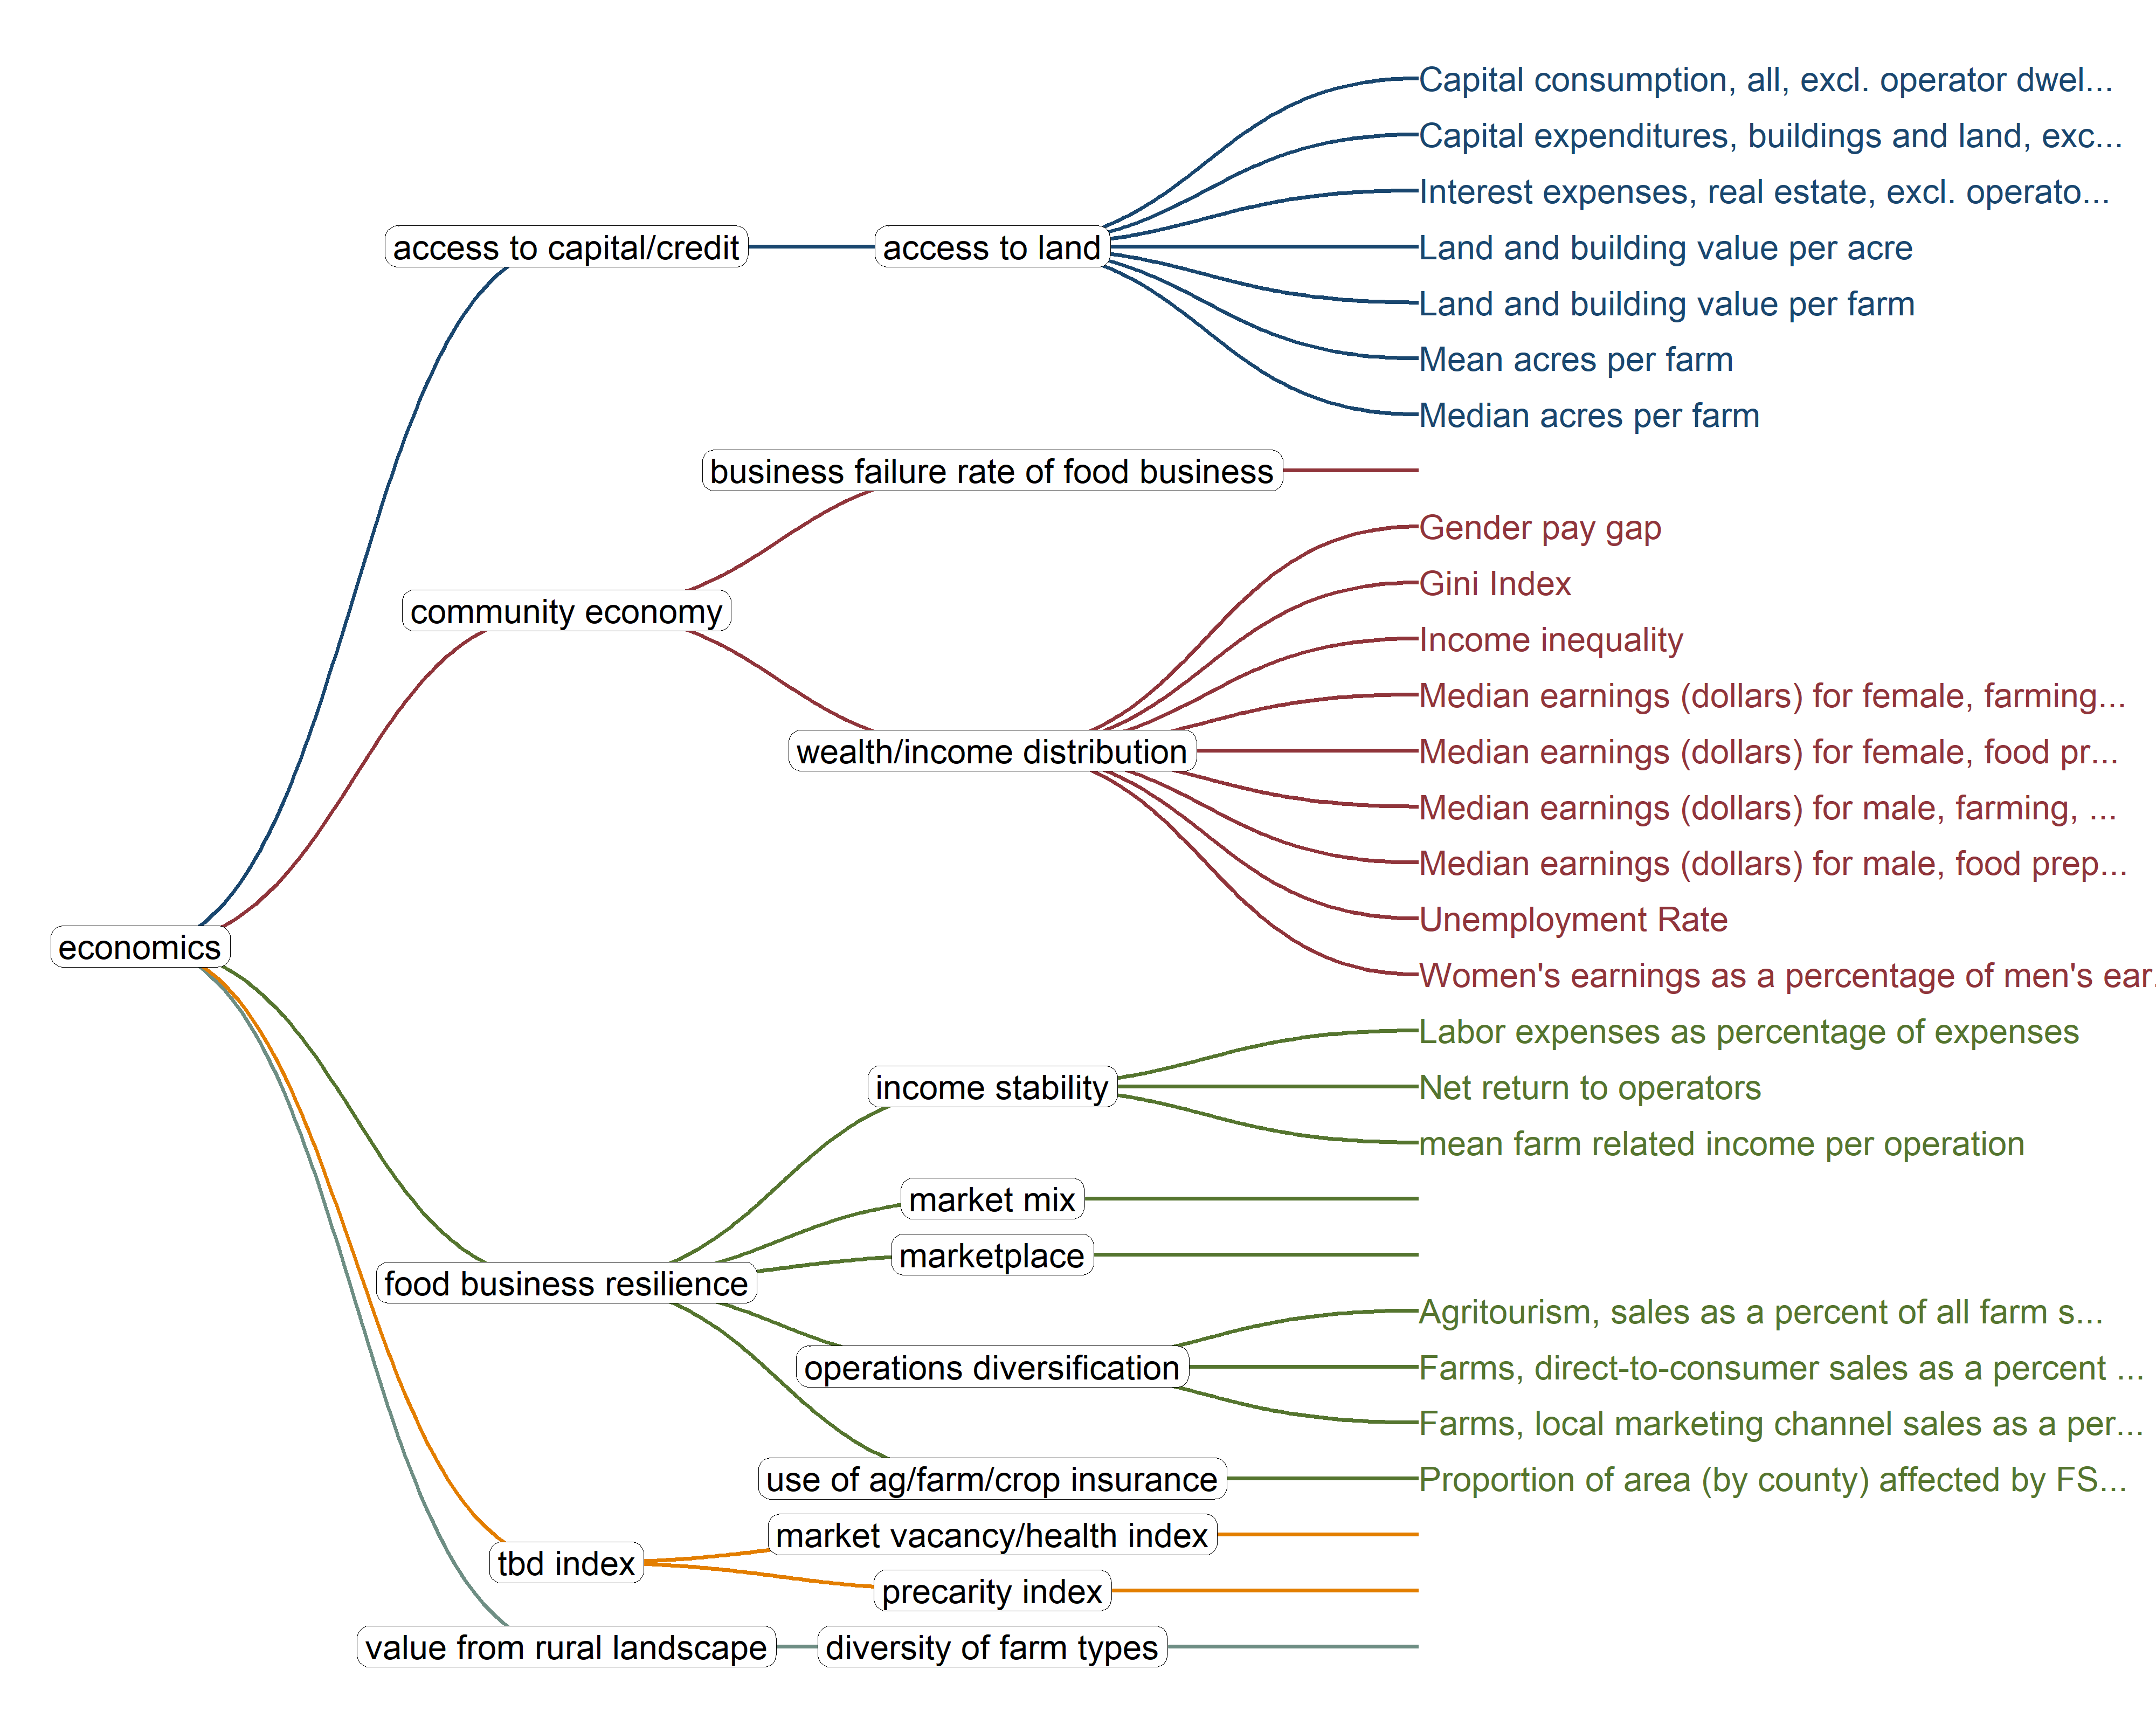 Capital consumption, all, excl. operator dwel...
Capital expenditures, buildings and land, exc...
Interest expenses, real estate, excl. operato...
access to capital/credit
access to land
Land and building value per acre
Land and building value per farm
Mean acres per farm
Median acres per farm
business failure rate of food business
Gender pay gap
Gini Index
community economy
Income inequality
Median earnings (dollars) for female, farming...
wealth/income distribution
Median earnings (dollars) for female, food pr...
Median earnings (dollars) for male, farming, ...
Median earnings (dollars) for male, food prep...
Unemployment Rate
economics
Women's earnings as a percentage of men's ear.
Labor expenses as percentage of expenses
income stability
Net return to operators
mean farm related income per operation
market mix
marketplace
food business resilience
Agritourism, sales as a percent of all farm s...
operations diversification
Farms, direct-to-consumer sales as a percent ...
Farms, local marketing channel sales as a per...
use of ag/farm/crop insurance
Proportion of area (by county) affected by FS...
market vacancy/health index
tbd index
precarity index
value from rural landscape
diversity of farm types